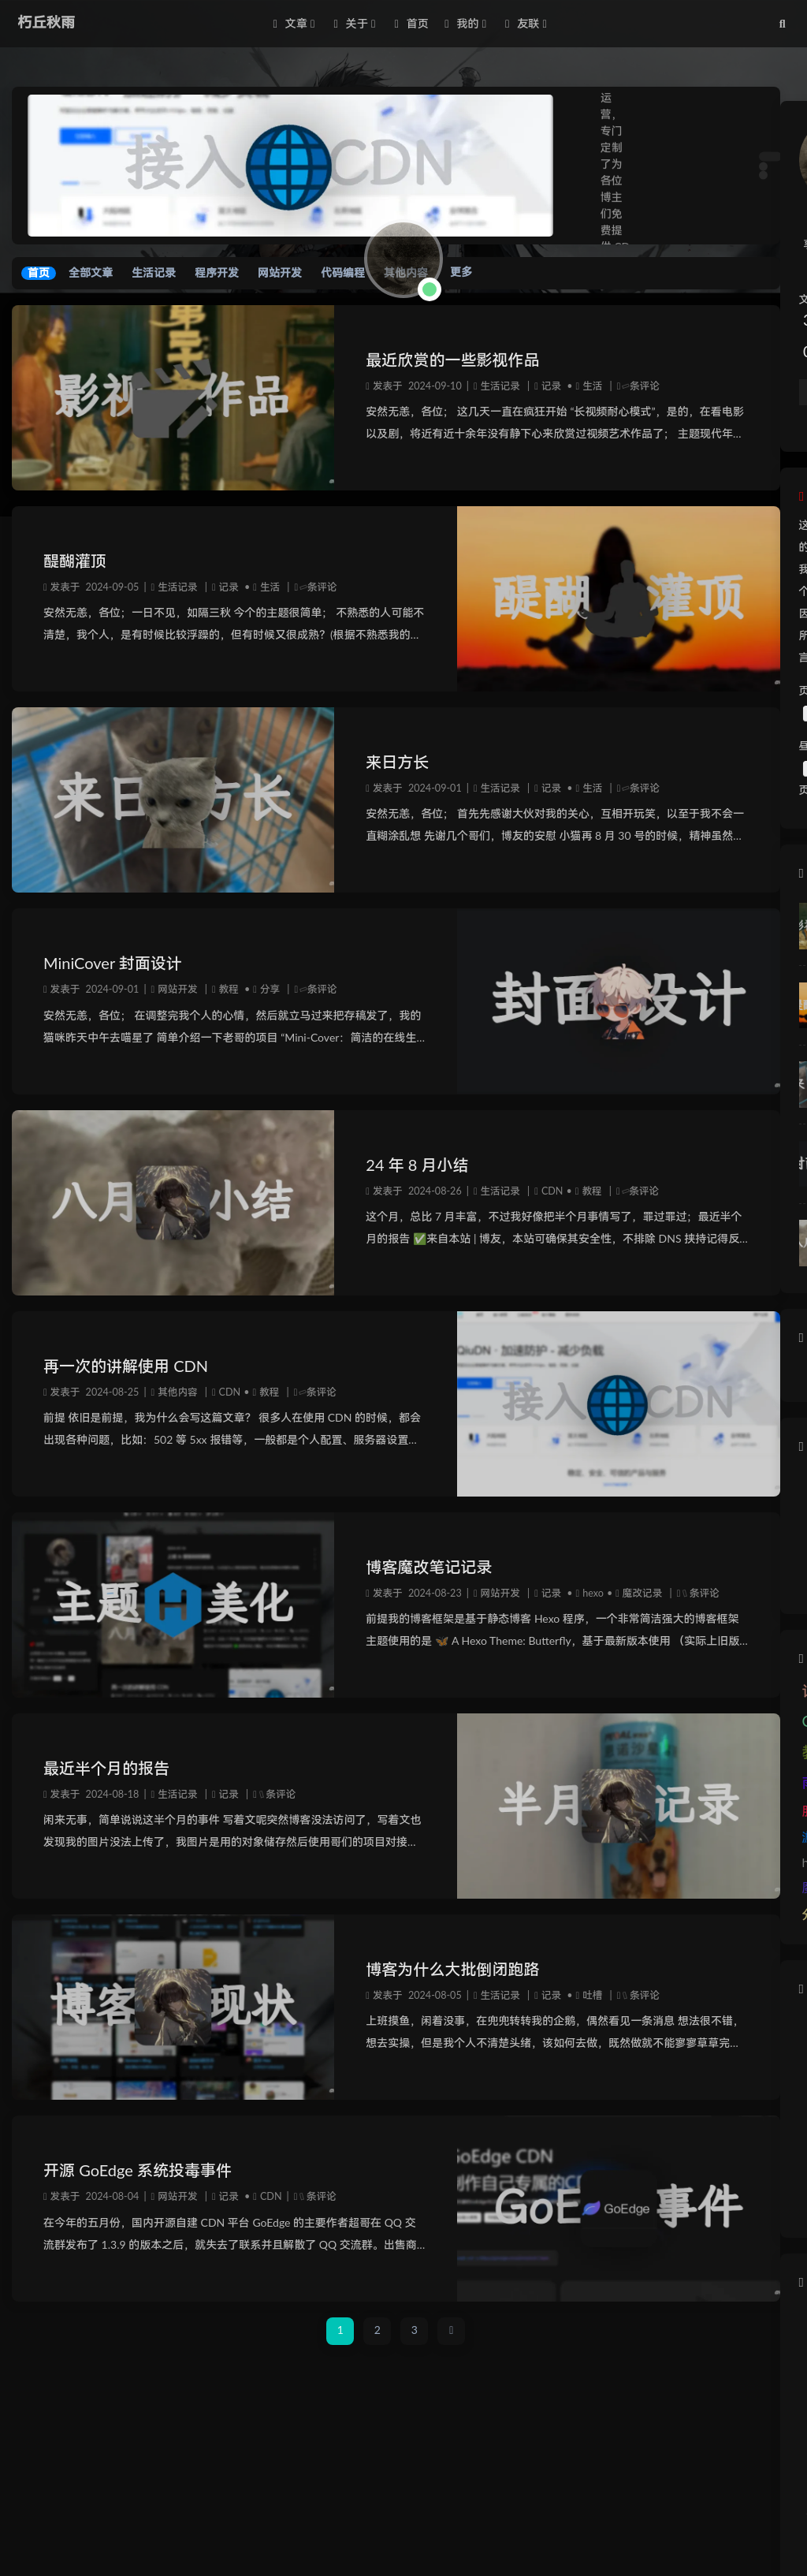 朽丘秋雨
文章 关于 首页 我的 友联
接入 CDN
运
营，
专门
定制
了为
各位
博主
们免
费提
首页 全部文章 生活记录 程序开发 网站开发 代码编程 其他内容 更多
影视作品
最近欣赏的一些影视作品
发表于 2024-09-10 | 生活记录 | 记录 • 生活 | 条评论
安然无恙，各位； 这几天一直在疯狂开始 “长视频耐心模式”，是的，在看电影
以及剧，将近有近十余年没有静下心来欣赏过视频艺术作品了； 主题现代年...
醍醐灌顶
发表于 2024-09-05 | 生活记录 | 记录 • 生活 | 条评论
安然无恙，各位；一日不见，如隔三秋 今个的主题很简单； 不熟悉的人可能不
清楚，我个人，是有时候比较浮躁的，但有时候又很成熟？(根据不熟悉我的...
醍醐灌顶
来日方长
来日方长
发表于 2024-09-01 | 生活记录 | 记录 • 生活 | 条评论
安然无恙，各位； 首先先感谢大伙对我的关心，互相开玩笑，以至于我不会一
直糊涂乱想 先谢几个哥们，博友的安慰 小猫再 8 月 30 号的时候，精神虽然...
MiniCover 封面设计
发表于 2024-09-01 | 网站开发 | 教程 • 分享 | 条评论
安然无恙，各位； 在调整完我个人的心情，然后就立马过来把存稿发了，我的
猫咪昨天中午去喵星了 简单介绍一下老哥的项目 “Mini-Cover：简洁的在线生...
封面设计
八月小结
24 年 8 月小结
发表于 2024-08-26 | 生活记录 | CDN • 教程 | 条评论
这个月，总比 7 月丰富，不过我好像把半个月事情写了，罪过罪过；最近半个
月的报告 ✅来自本站 | 博友，本站可确保其安全性，不排除 DNS 挟持记得反...
再一次的讲解使用 CDN
发表于 2024-08-25 | 其他内容 | CDN • 教程 | 条评论
前提 依旧是前提，我为什么会写这篇文章？ 很多人在使用 CDN 的时候，都会
出现各种问题，比如：502 等 5xx 报错等，一般都是个人配置、服务器设置...
QiuDN · 加速防护 - 减少负载
接入 CDN
主题美化
博客魔改笔记记录
发表于 2024-08-23 | 网站开发 | 记录 • hexo • 魔改记录 | 条评论
前提我的博客框架是基于静态博客 Hexo 程序，一个非常简洁强大的博客框架
主题使用的是 🦋 A Hexo Theme: Butterfly，基于最新版本使用 （实际上旧版...
最近半个月的报告
发表于 2024-08-18 | 生活记录 | 记录 | 条评论
闲来无事，简单说说这半个月的事件 写着文呢突然博客没法访问了，写着文也
发现我的图片没法上传了，我图片是用的对象储存然后使用哥们的项目对接...
半月记录
博客现状
博客为什么大批倒闭跑路
发表于 2024-08-05 | 生活记录 | 记录 • 吐槽 | 条评论
上班摸鱼，闲着没事，在兜兜转转我的企鹅，偶然看见一条消息 想法很不错，
想去实操，但是我个人不清楚头绪，该如何去做，既然做就不能寥寥草草完...
开源 GoEdge 系统投毒事件
发表于 2024-08-04 | 网站开发 | 记录 • CDN | 条评论
在今年的五月份，国内开源自建 CDN 平台 GoEdge 的主要作者超哥在 QQ 交
流群发布了 1.3.9 的版本之后，就失去了联系并且解散了 QQ 交流群。出售商...
GoEdge CDN
GoEdge
事件
1 2 3